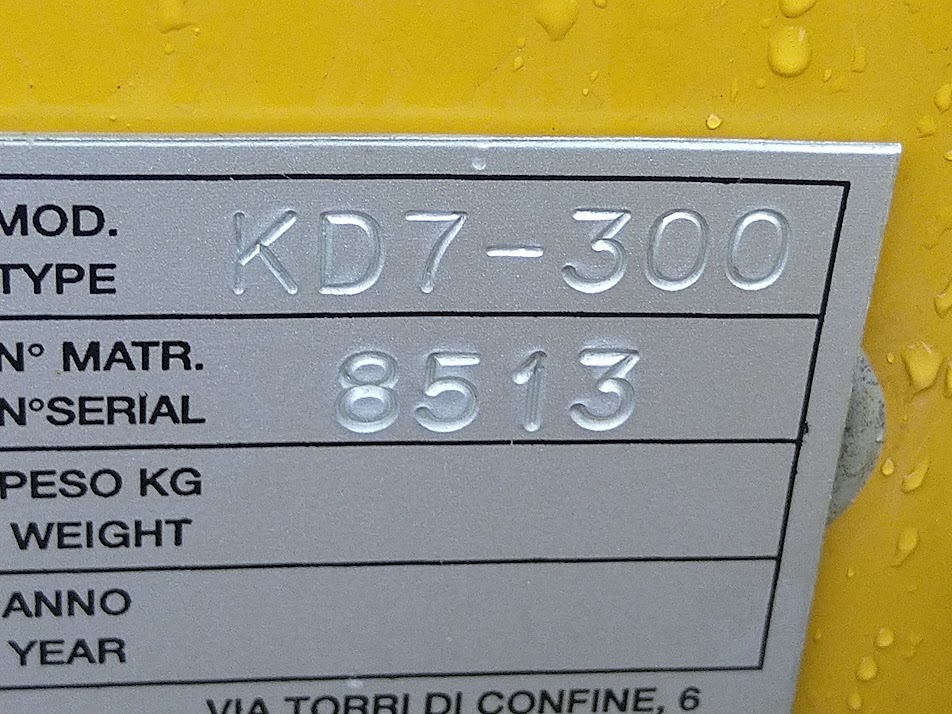 MOD. KD7-300
TYPE
N° MATR. 8513
N°SERIAL
PESO KG
WEIGHT
ANNO
YEAR
VIA TORRI DI CONFINE, 6